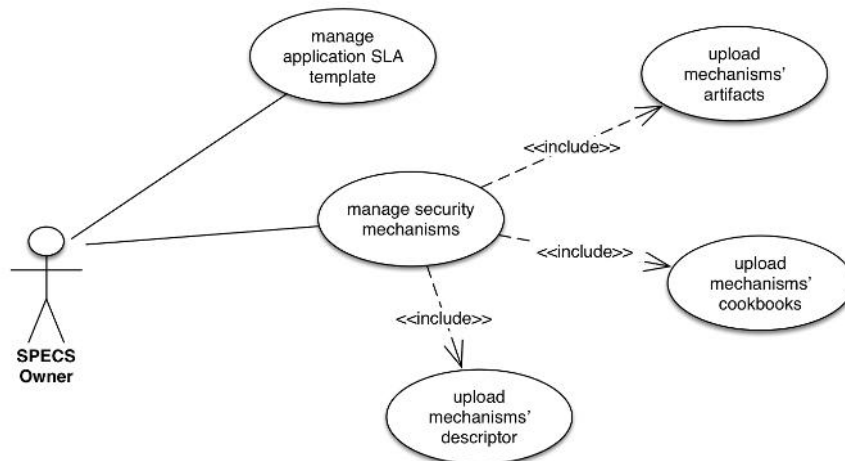 manage
application SLA
template
upload
mechanisms'
artifacts
<<include>>
manage security
mechanisms
<<include>>
upload
mechanisms'
cookbooks
<<include>>
SPECS
Owner
upload
mechanisms'
descriptor